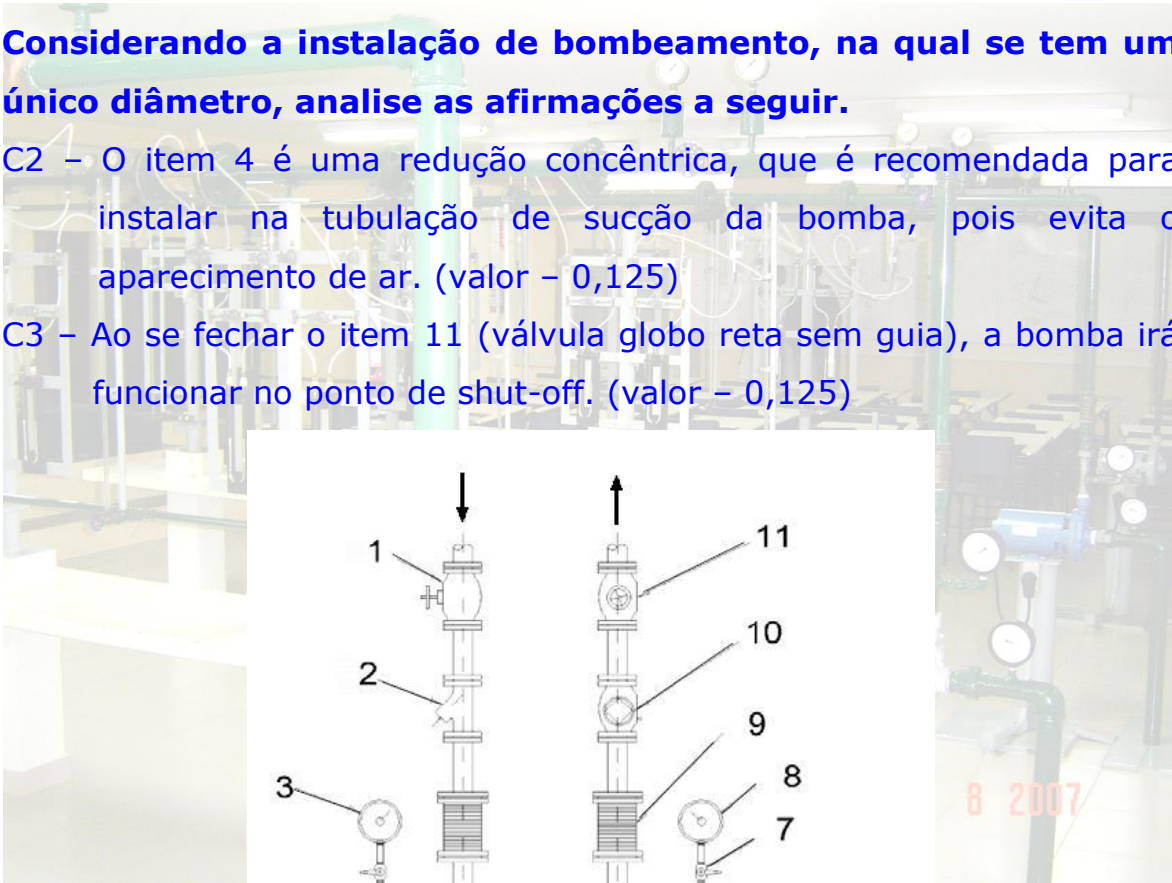 Considerando a instalação de bombeamento, na qual se tem um
único diâmetro, analise as afirmações a seguir.
C2 – O item 4 é uma redução concêntrica, que é recomendada para
instalar na tubulação de sucção da bomba, pois evita o
aparecimento de ar. (valor – 0,125)
C3 – Ao se fechar o item 11 (válvula globo reta sem guia), a bomba irá
funcionar no ponto de shut-off. (valor – 0,125)
1
11
10
2
9
3
8
7
8 2007